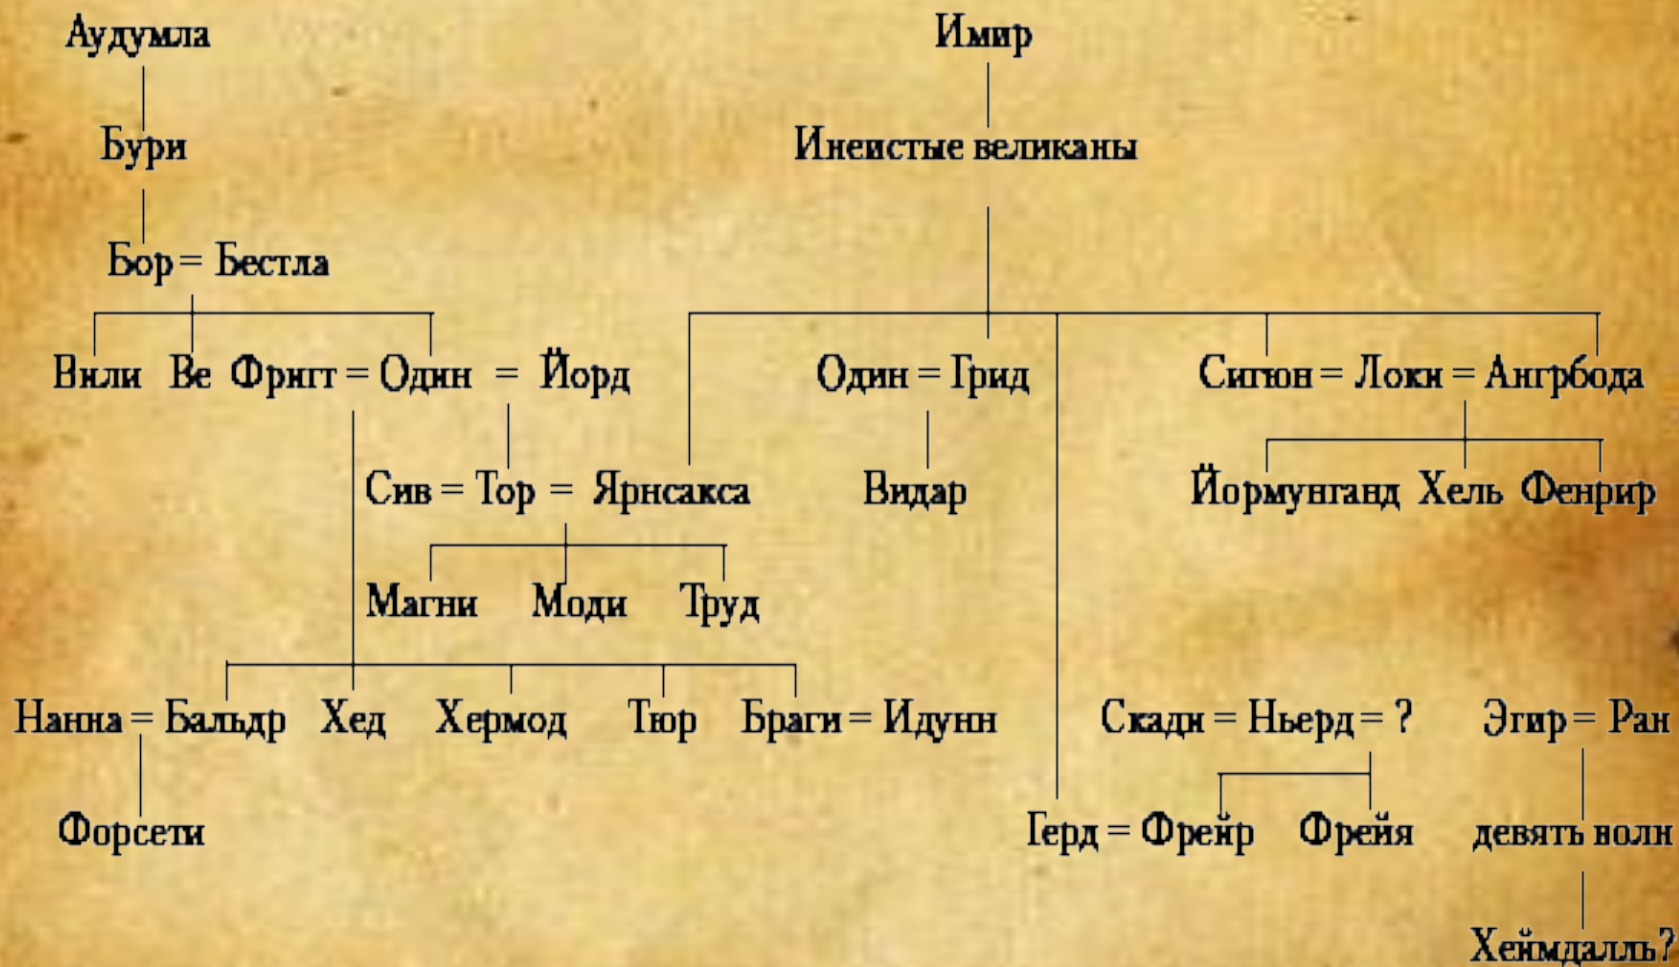 Аудумла Имир
Бури Инеистые великаны
Бор = Бестла
Вили Ве Фригг = Один = Йорд Один = Грид Сигюн = Локи = Ангрбода
Сив = Тор = Ярнсакса Видар Йормунганд Хель Фенрир
Магни Моди Труд
Нанна = Бальдр Хед Хермод Тюр Браги = Идунн Скади = Ньерд = ? Эгир = Ран
Форсети Герд = Фрейр Фрейя девять волн
Хеймдалль?